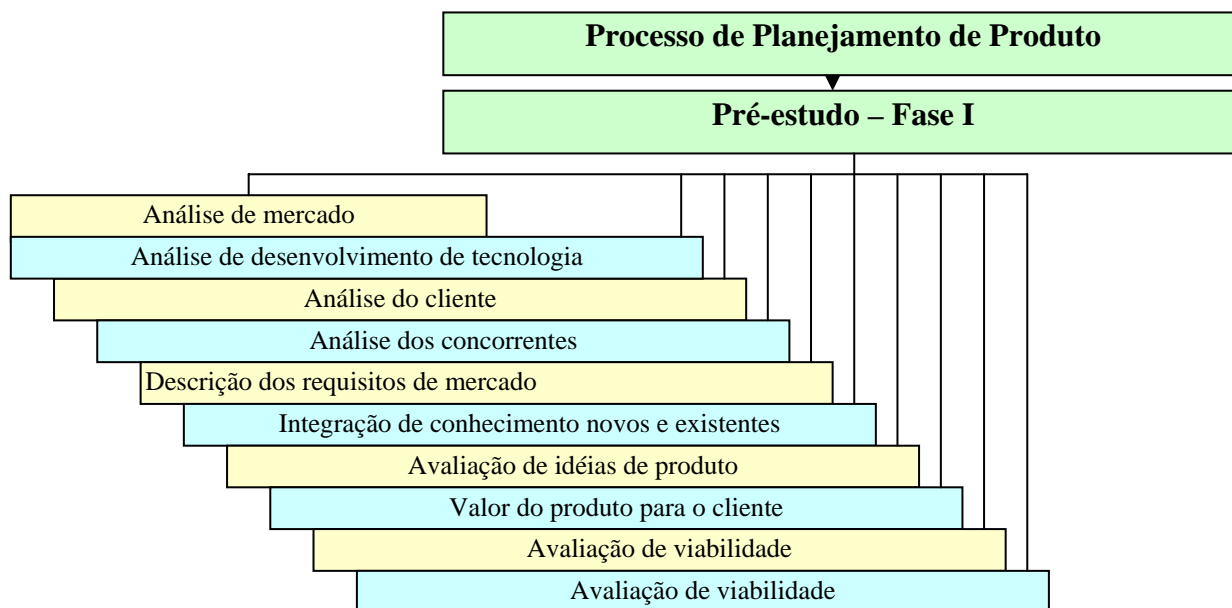 Processo de Planejamento de Produto
Pré-estudo – Fase I
Análise de mercado
Análise de desenvolvimento de tecnologia
Análise do cliente
Análise dos concorrentes
Descrição dos requisitos de mercado
Integração de conhecimento novos e existentes
Avaliação de idéias de produto
Valor do produto para o cliente
Avaliação de viabilidade
Avaliação de viabilidade